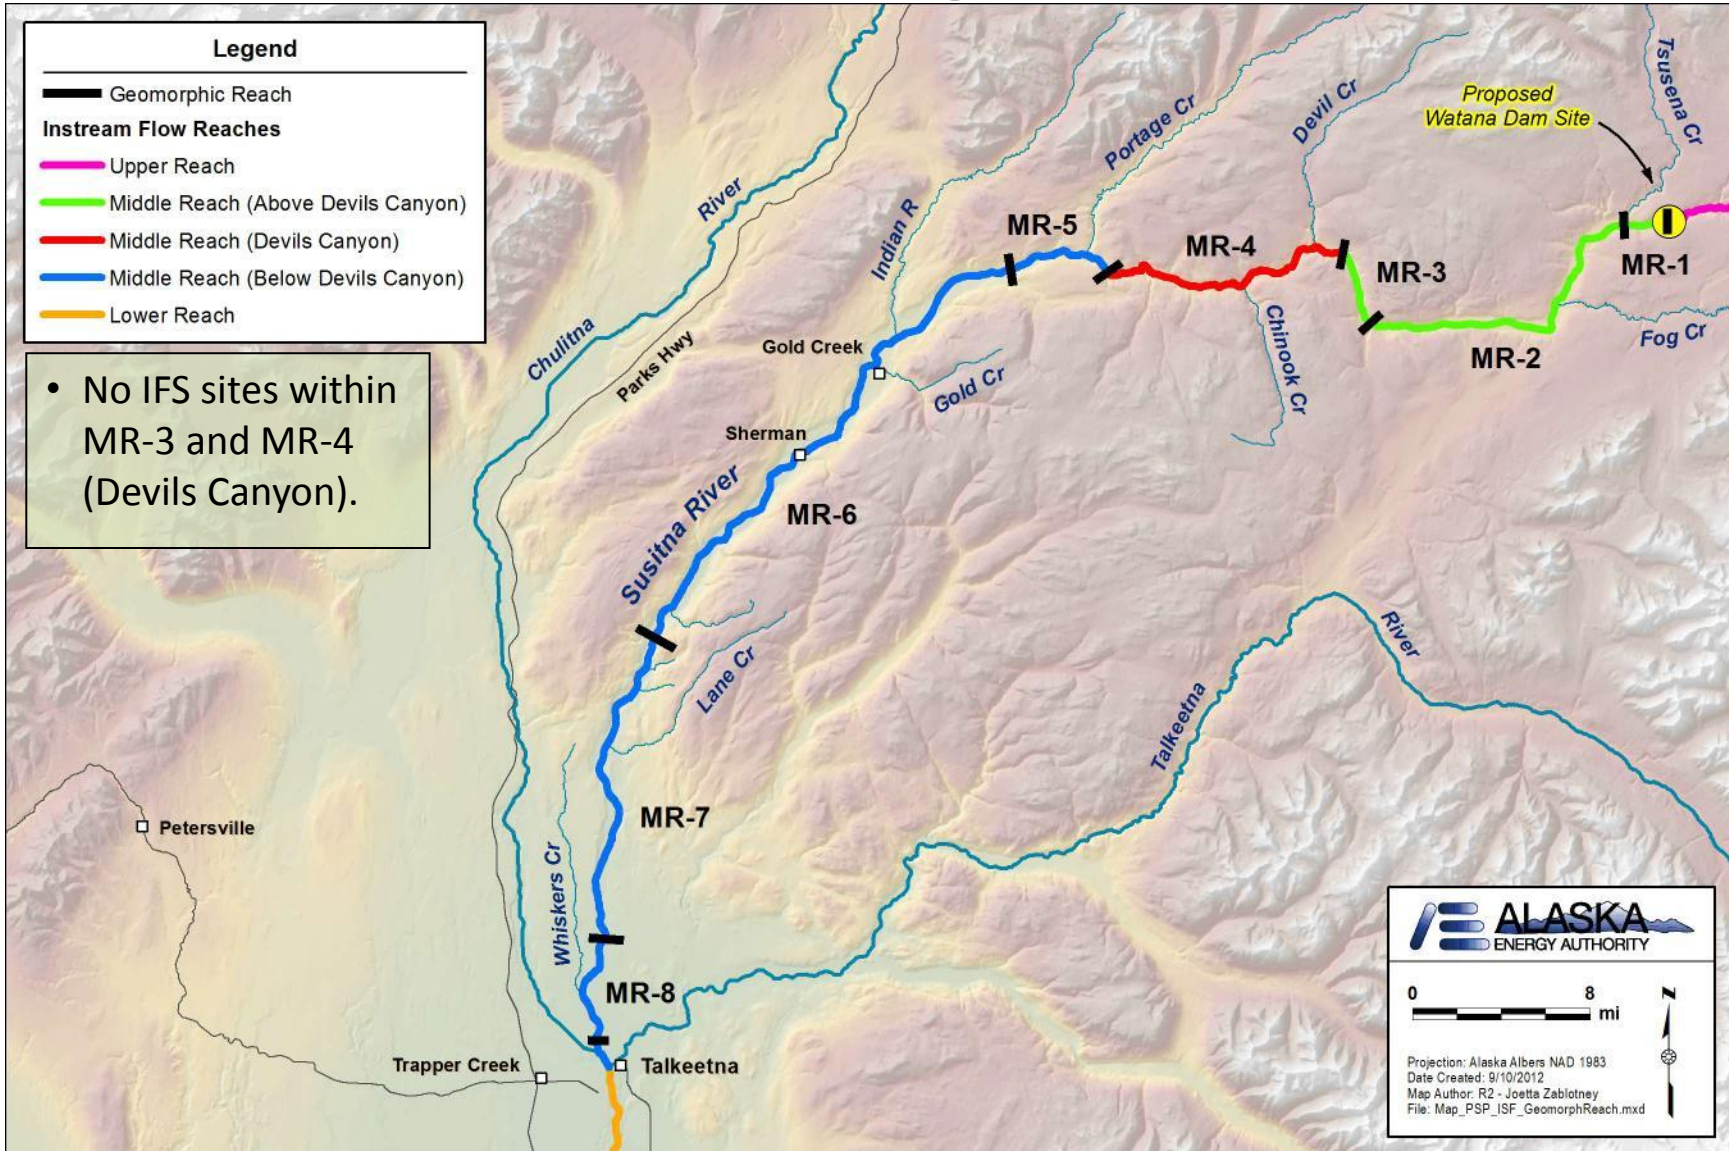 Legend
Geomorphic Reach
Instream Flow Reaches
Upper Reach
Middle Reach (Above Devils Canyon)
Middle Reach (Devils Canyon)
Middle Reach (Below Devils Canyon)
Lower Reach
• No IFS sites within
MR-3 and MR-4
(Devils Canyon).
Tsusena Cr
Proposed
Watana Dam Site
Devil Cr
Portage Cr
River
Indian R
MR-5
MR-4
MR-3
MR-1
Chulitna
Parks Hwy
Gold Creek
Gold Cr
Chinook Cr
MR-2
Fog Cr
Sherman
Susitna River
MR-6
Lane Cr
River
Talkeetna
Petersville
MR-7
Whiskers Cr
MR-8
Trapper Creek
Talkeetna
ALASKA
ENERGY AUTHORITY
0 8
mi
N
Projection: Alaska Albers NAD 1983
Date Created: 9/10/2012
Map Author: R2 - Joetta Zablotney
File: Map_PSP_ISF_GeomorphReach.mxd